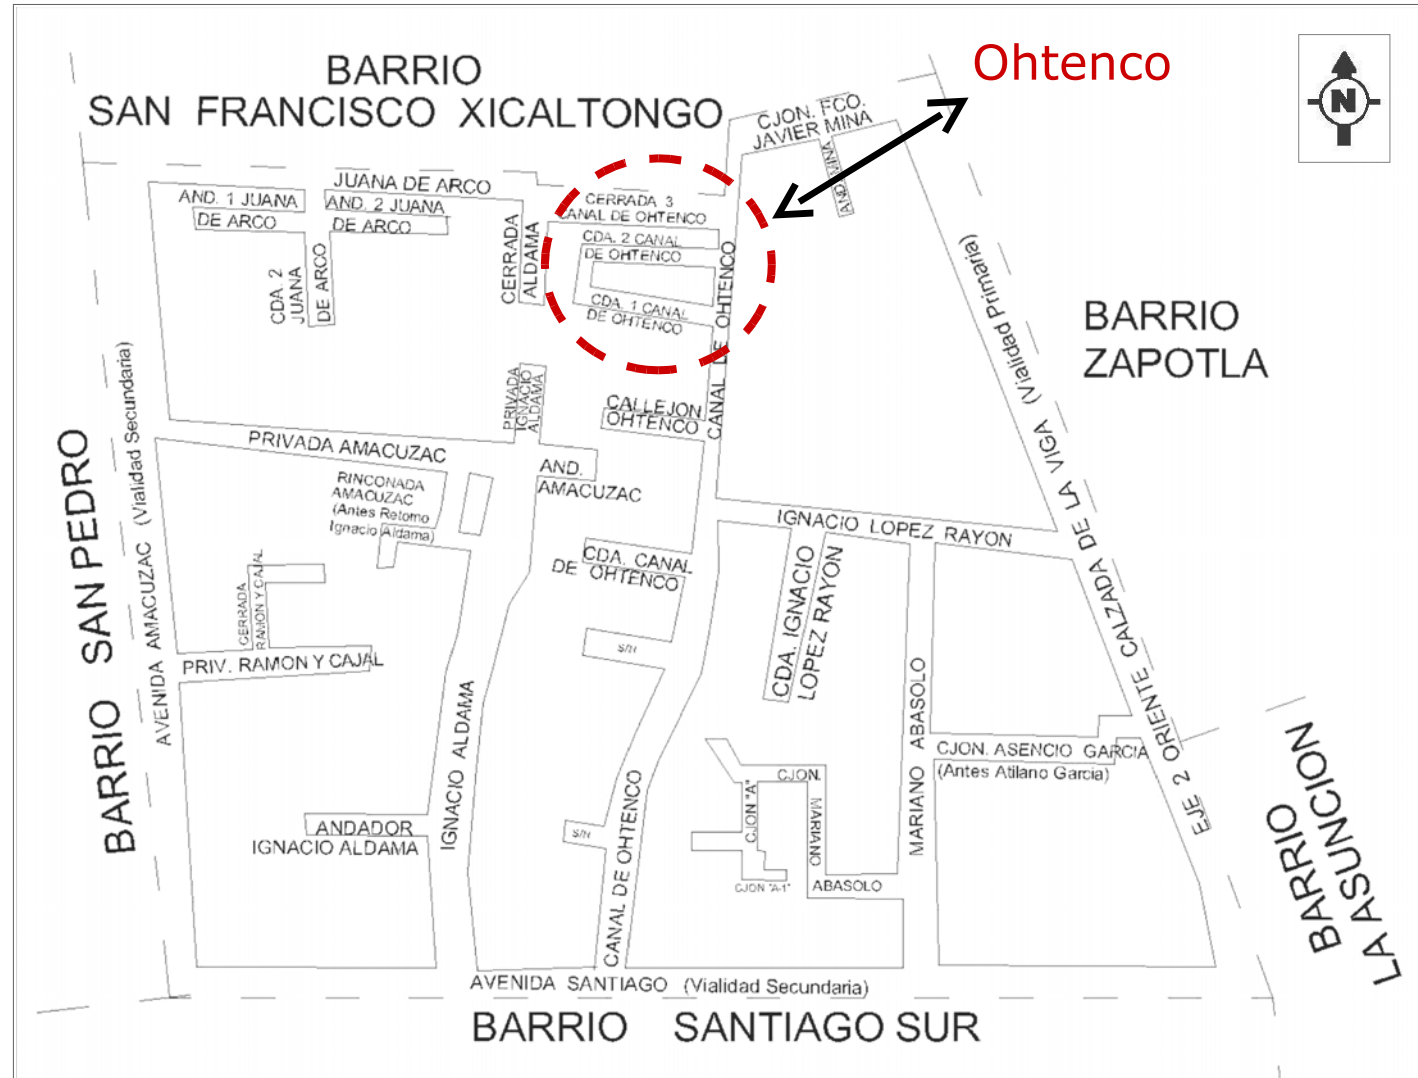 Ohtenco
N
BARRIO
SAN FRANCISCO XICALTONGO
CJON. FCO.
JAVIER MINA
AND. MINA
JUANA DE ARCO
AND. 1 JUANA
DE ARCO
AND. 2 JUANA
DE ARCO
CDA. 2
JUANA
DE ARCO
CERRADA
ALDAMA
CERRADA 3
CANAL DE OHTENCO
CDA. 2 CANAL
DE OHTENCO
CDA. 1 CANAL
DE OHTENCO
CANAL DE OHTENCO
BARRIO
ZAPOTLA
PRIVADA
IGNACIO
ALDAMA
CALLEJON
OHTENCO
PRIVADA AMACUZAC
AND.
AMACUZAC
RINCONADA
AMACUZAC
(Antes Retorno
Ignacio Aldama)
BARRIO SAN PEDRO
AVENIDA AMACUZAC (Vialidad Secundaria)
IGNACIO LOPEZ RAYON
CDA. CANAL
DE OHTENCO
CDA. IGNACIO
LOPEZ RAYON
EJE 2 ORIENTE CALZADA DE LA VIGA (Vialidad Primaria)
CERRADA
RAMON Y CAJAL
PRIV. RAMON Y CAJAL
S/N
IGNACIO ALDAMA
MARIANO ABASOLO
CJON. ASENCIO GARCIA
(Antes Atilano Garcia)
CJON.
MARIANO
ABASOLO
CJON "A"
CJON "A-1"
S/N
CANAL DE OHTENCO
ANDADOR
IGNACIO ALDAMA
BARRIO
LA ASUNCION
AVENIDA SANTIAGO (Vialidad Secundaria)
BARRIO SANTIAGO SUR